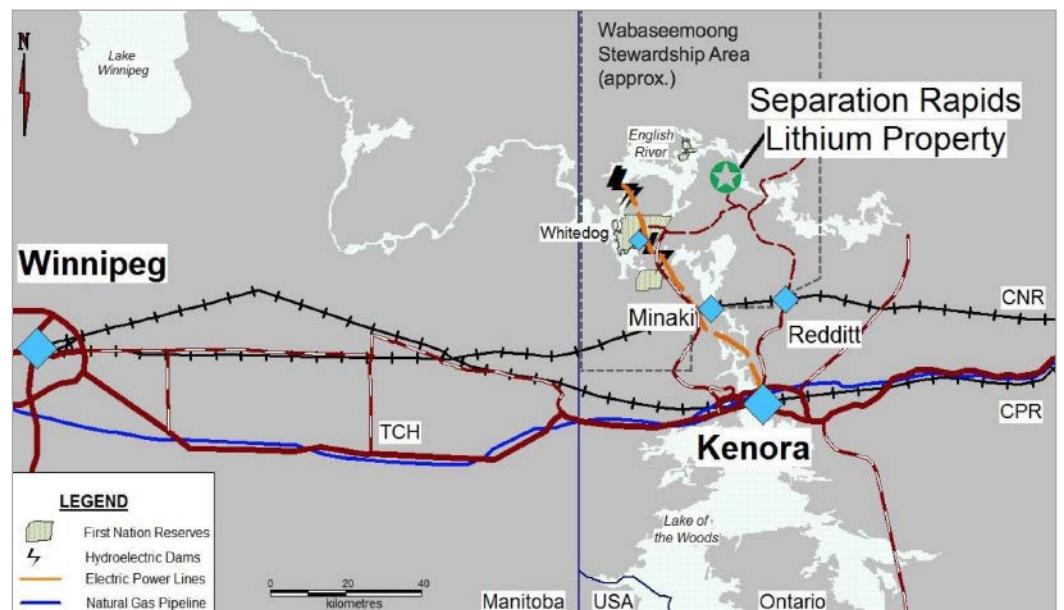 N
Lake
Winnipeg
Wabaseemoong
Stewardship Area
(approx.)
Separation Rapids
Lithium Property
English
River
Whitedog
Winnipeg
Minaki
Redditt
CNR
TCH
CPR
Kenora
Lake of
the Woods
LEGEND
First Nation Reserves
Hydroelectric Dams
Electric Power Lines
Natural Gas Pipeline
0 20 40
kilometres
Manitoba
USA
Ontario